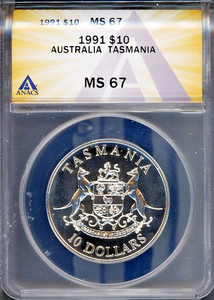 1991 $10 MS 67
1991 $10
AUSTRALIA TASMANIA
MS 67
ANACS
TASMANIA
10 DOLLARS